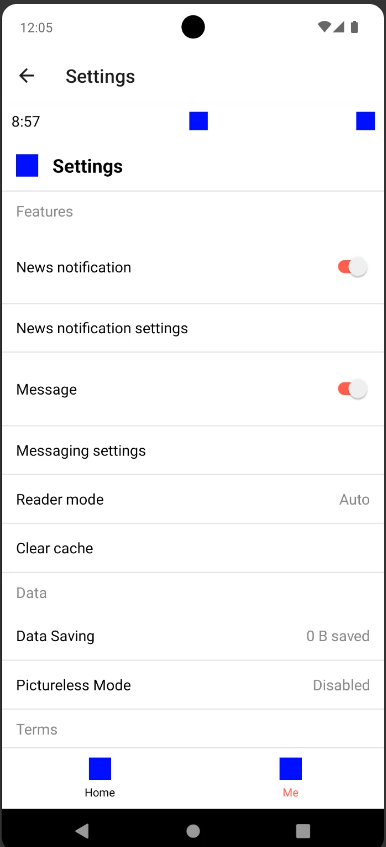 12:05
Settings
8:57
Settings
Features
News notification
News notification settings
Message
Messaging settings
Reader mode Auto
Clear cache
Data
Data Saving 0 B saved
Pictureless Mode Disabled
Terms
Home Me